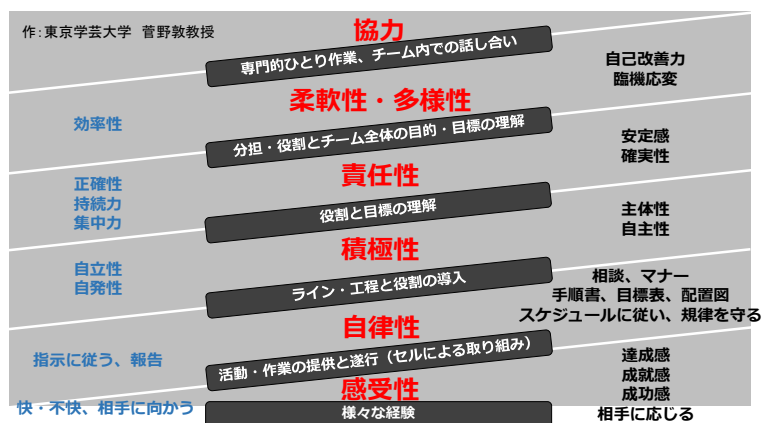 作:東京学芸大学　菅野敦教授
協力
専門的ひとり作業、チーム内での話し合い
自己改善力
臨機応変
柔軟性・多様性
効率性
分担・役割とチーム全体の目的・目標の理解
安定感
確実性
責任性
正確性
持続力
集中力
役割と目標の理解
主体性
自主性
積極性
自立性
自発性
ライン・工程と役割の導入
相談、マナー
手順書、目標表、配置図
スケジュールに従い、規律を守る
自律性
指示に従う、報告
活動・作業の提供と遂行（セルによる取り組み）
達成感
成就感
成功感
感受性
快・不快、相手に向かう
様々な経験
相手に応じる